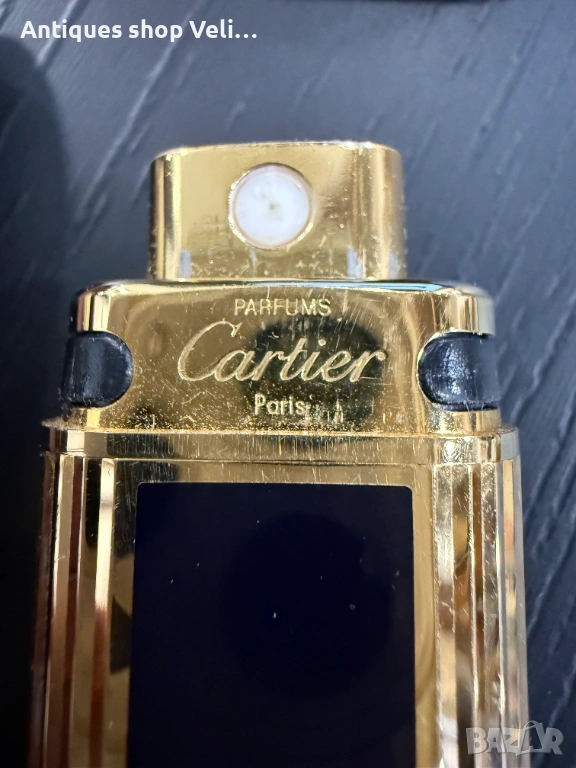 Antiques shop Veli...
PARFUMS
Cartier
Paris
BAZAR